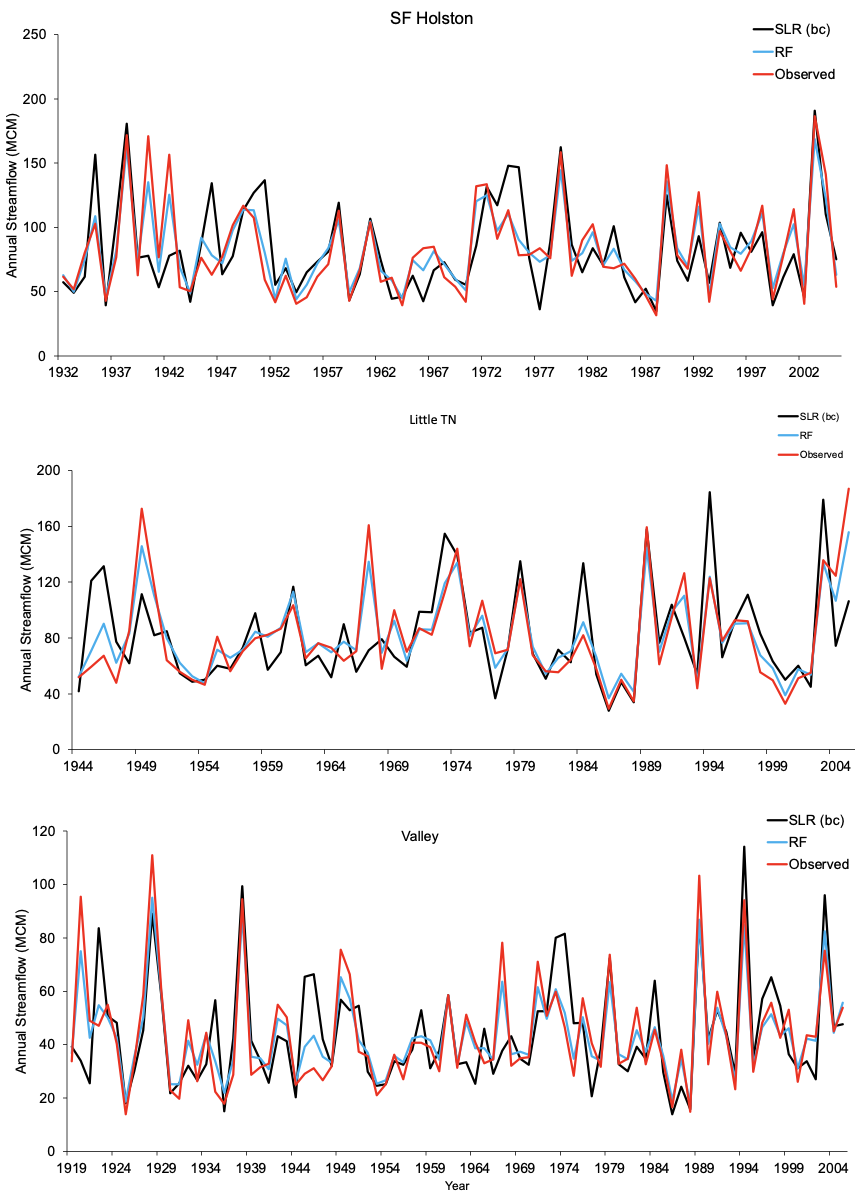 SF Holston
SLR (bc)
RF
Observed
Annual Streamflow (MCM)
250
200
150
100
50
0
1932 1937 1942 1947 1952 1957 1962 1967 1972 1977 1982 1987 1992 1997 2002
Little TN
SLR (bc)
RF
Observed
Annual Streamflow (MCM)
200
160
120
80
40
0
1944 1949 1954 1959 1964 1969 1974 1979 1984 1989 1994 1999 2004
Valley
SLR (bc)
RF
Observed
Annual Streamflow (MCM)
120
100
80
60
40
20
0
1919 1924 1929 1934 1939 1944 1949 1954 1959 1964 1969 1974 1979 1984 1989 1994 1999 2004
Year